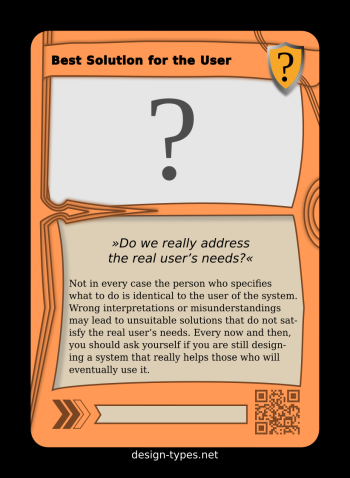 Best Solution for the User
?
?
»Do we really address
the real user's needs?«
Not in every case the person who specifies
what to do is identical to the user of the system.
Wrong interpretations or misunderstandings
may lead to unsuitable solutions that do not sat-
isfy the real user's needs. Every now and then,
you should ask yourself if you are still design-
ing a system that really helps those who will
eventually use it.
design-types.net